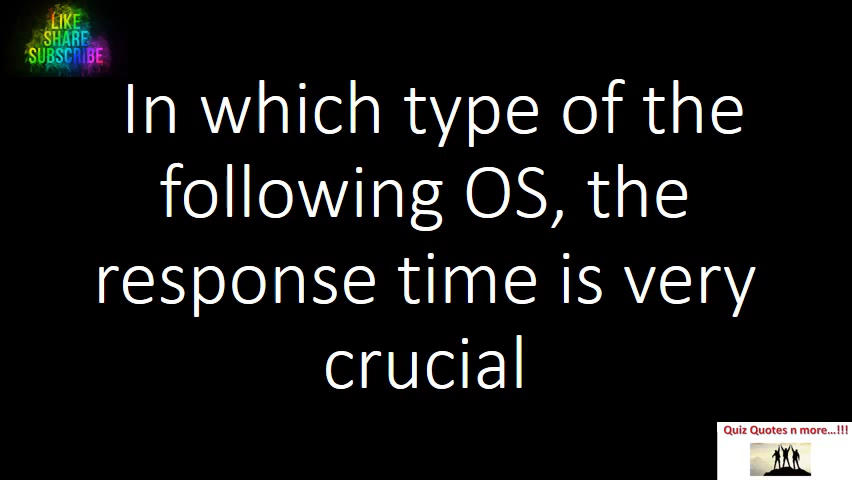 LIKE
SHARE
SUBSCRIBE
In which type of the
following OS, the
response time is very
crucial
Quiz Quotes n more...!!!